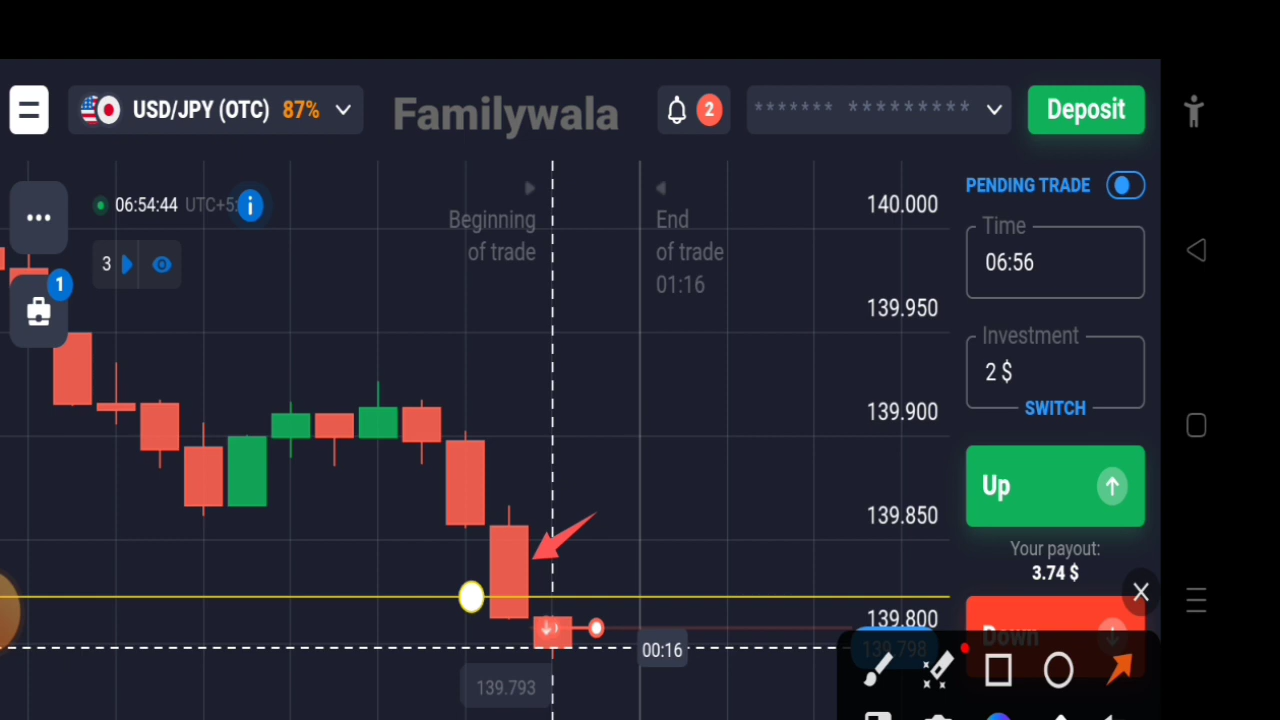 USD/JPY (OTC) 87%
Familywala
2
******* *********
Deposit
06:54:44 UTC+5:
i
3
1
Beginning
of trade
End
of trade
01:16
140.000
139.950
139.900
139.850
139.800
139.798
139.793
00:16
PENDING TRADE
Time
06:56
Investment
2 $
SWITCH
Up
Your payout:
3.74 $
Down